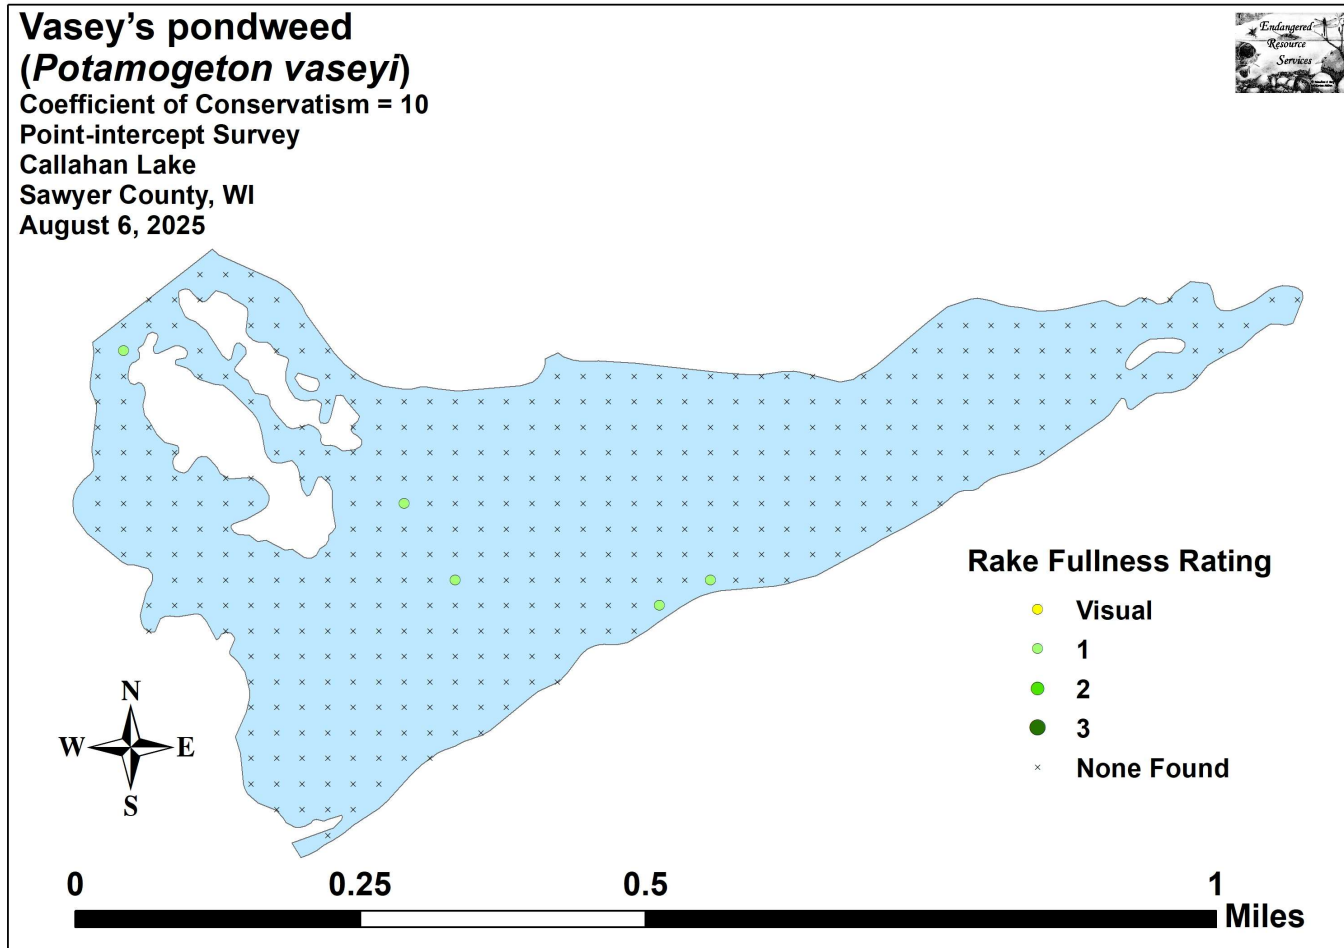 Vasey’s pondweed
(Potamogeton vaseyi)
Coefficient of Conservatism = 10
Point-intercept Survey
Callahan Lake
Sawyer County, WI
August 6, 2025
Endangered
Resource
Services
Rake Fullness Rating
Visual
1
2
3
None Found
N
W E
S
0 0.25 0.5 1
Miles